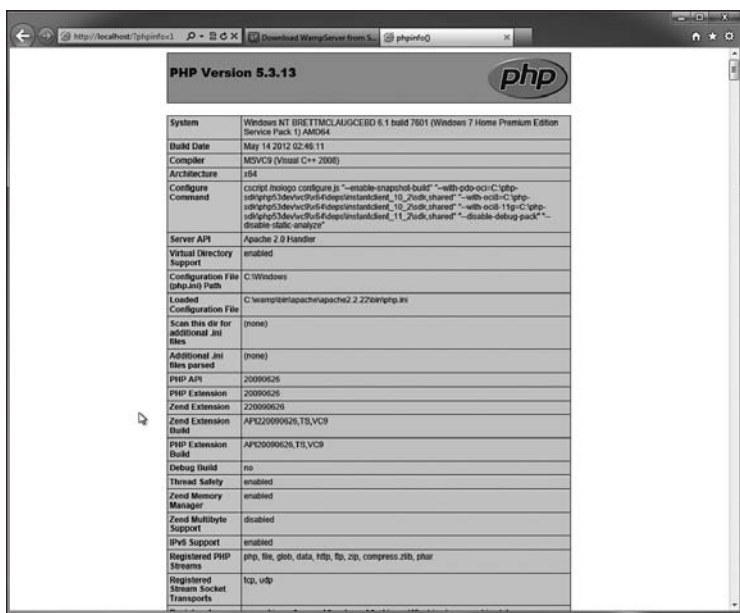 http://localhost/?phpinfo=1
Download WampServer from S...
phpinfo()
PHP Version 5.3.13
php
System Windows NT BRETTMCLAUGCEBD 6.1 build 7601 (Windows 7 Home Premium Edition
Service Pack 1) AMD64
Build Date May 14 2012 02:46:11
Compiler MSVC9 (Visual C++ 2008)
Architecture x64
Configure cscript /nologo configure.js "--enable-snapshot-build" "--with-pdo-oci=C:\php-
Command sdk\php53dev\vc9\x64\deps\instantclient_10_2\sdk,shared" "--with-oci8=C:\php-
sdk\php53dev\vc9\x64\deps\instantclient_10_2\sdk,shared" "--with-oci8-11g=C:\php-
sdk\php53dev\vc9\x64\deps\instantclient_11_2\sdk,shared" "--disable-debug-pack" "--
disable-static-analyze"
Server API Apache 2.0 Handler
Virtual Directory enabled
Support
Configuration File C:\Windows
(php.ini) Path
Loaded C:\wamp\bin\apache\apache2.2.22\bin\php.ini
Configuration File
Scan this dir for (none)
additional .ini
files
Additional .ini (none)
files parsed
PHP API 20090626
PHP Extension 20090626
Zend Extension 220090626
Zend Extension API220090626,TS,VC9
Build
PHP Extension API20090626,TS,VC9
Build
Debug Build no
Thread Safety enabled
Zend Memory enabled
Manager
Zend Multibyte disabled
Support
IPv6 Support enabled
Registered PHP php, file, glob, data, http, ftp, zip, compress.zlib, phar
Streams
Registered tcp, udp
Stream Socket
Transports